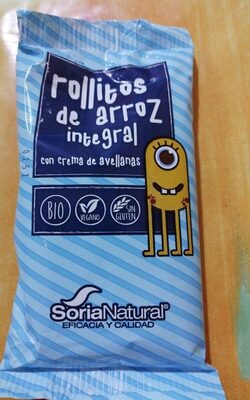 rollitos
de arroz
integral
con crema de avellanas
BIO
VEGANO
SIN
GLUTEN
SoriaNatural®
EFICACIA Y CALIDAD